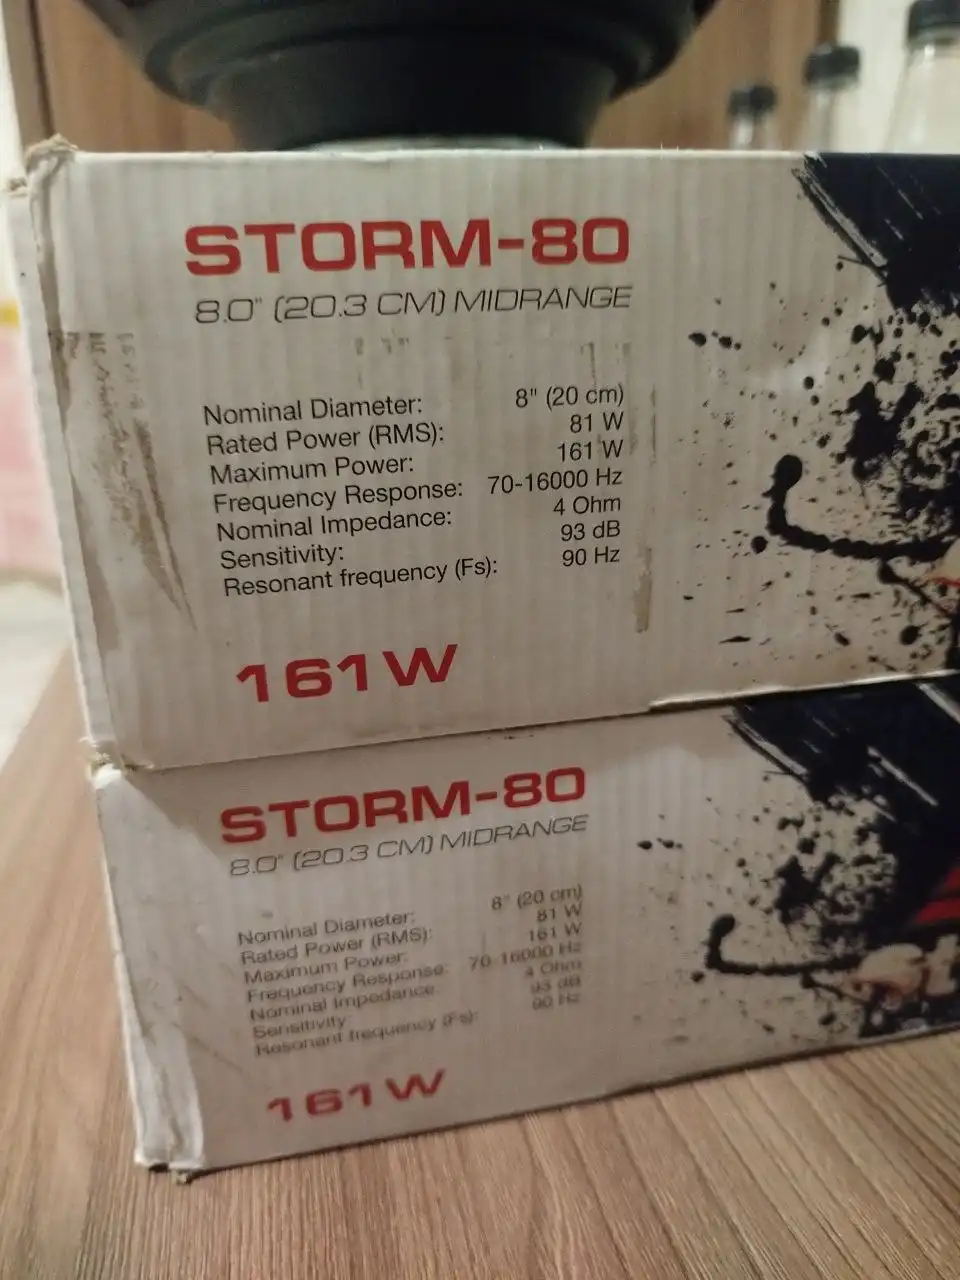 STORM-80
8.0" (20.3 CM) MIDRANGE
Nominal Diameter: 8" (20 cm)
Rated Power (RMS): 81 W
Maximum Power: 161 W
Frequency Response: 70-16000 Hz
Nominal Impedance: 4 Ohm
Sensitivity: 93 dB
Resonant frequency (Fs): 90 Hz
161W
STORM-80
8.0" (20.3 CM) MIDRANGE
Nominal Diameter: 8" (20 cm)
Rated Power (RMS): 81 W
Maximum Power: 161 W
Frequency Response: 70-16000 Hz
Nominal Impedance: 4 Ohm
Sensitivity: 93 dB
Resonant frequency (Fs): 90 Hz
161W